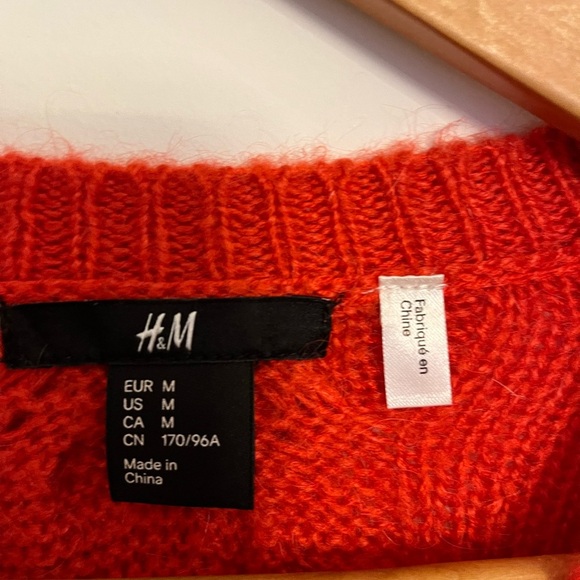 H&M
EUR M
US M
CA M
CN 170/96A
Made in
China
Fabriqué en
Chine